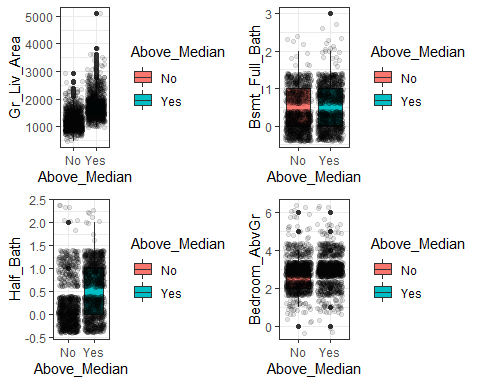 Gr_Liv_Area
5000
4000
3000
2000
1000
No Yes
Above_Median
Above_Median
No
Yes
Bsmt_Full_Bath
3
2
1
0
No Yes
Above_Median
Above_Median
No
Yes
Half_Bath
2.5
2.0
1.5
1.0
0.5
0.0
-0.5
No Yes
Above_Median
Above_Median
No
Yes
Bedroom_AbvGr
6
4
2
0
No Yes
Above_Median
Above_Median
No
Yes